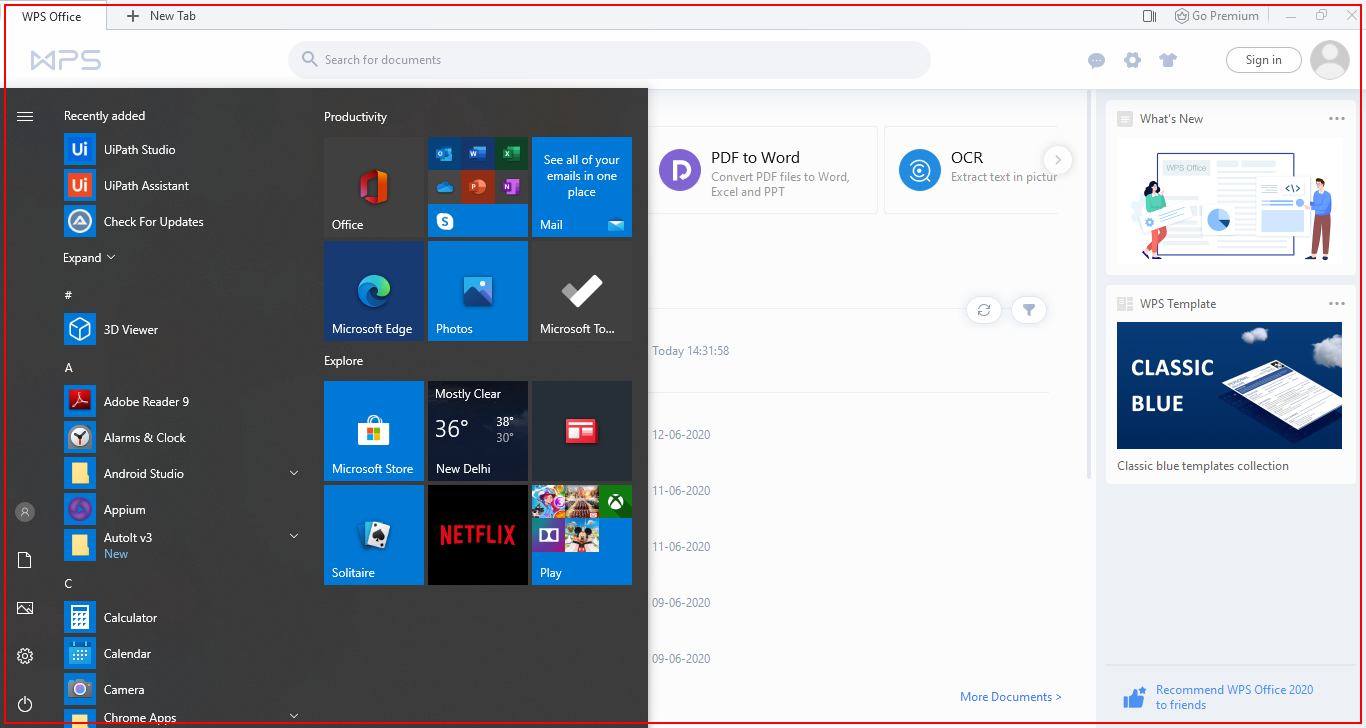 WPS Office
New Tab
Go Premium
WPS
Search for documents
Sign in
Recently added
Ui
UiPath Studio
Ui
UiPath Assistant
Check For Updates
Expand
#
3D Viewer
A
Adobe Reader 9
Alarms & Clock
Android Studio
Appium
AutoIt v3
New
C
Calculator
Calendar
Camera
Chrome Apps
Productivity
Office
See all of your
emails in one
place
Mail
Microsoft Edge
Photos
Microsoft To...
Explore
Microsoft Store
Mostly Clear
36°
38°
30°
New Delhi
Solitaire
NETFLIX
Play
PDF to Word
Convert PDF files to Word,
Excel and PPT
OCR
Extract text in pictur
Today 14:31:58
12-06-2020
11-06-2020
11-06-2020
09-06-2020
09-06-2020
More Documents >
What's New
WPS Office
</>
WPS Template
CLASSIC
BLUE
Classic blue templates collection
Recommend WPS Office 2020
to friends